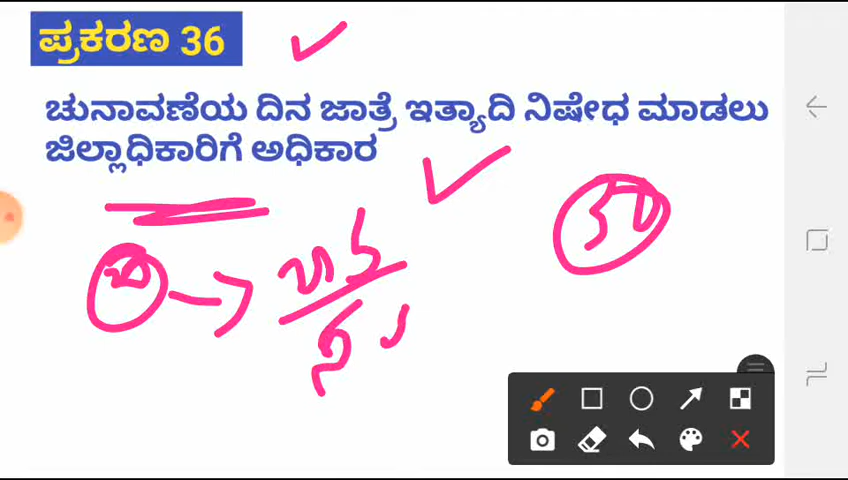 ಪ್ರಕರಣ 36
ಚುನಾವಣೆಯ ದಿನ ಜಾತ್ರೆ ಇತ್ಯಾದಿ ನಿಷೇಧ ಮಾಡಲು
ಜಿಲ್ಲಾಧಿಕಾರಿಗೆ ಅಧಿಕಾರ